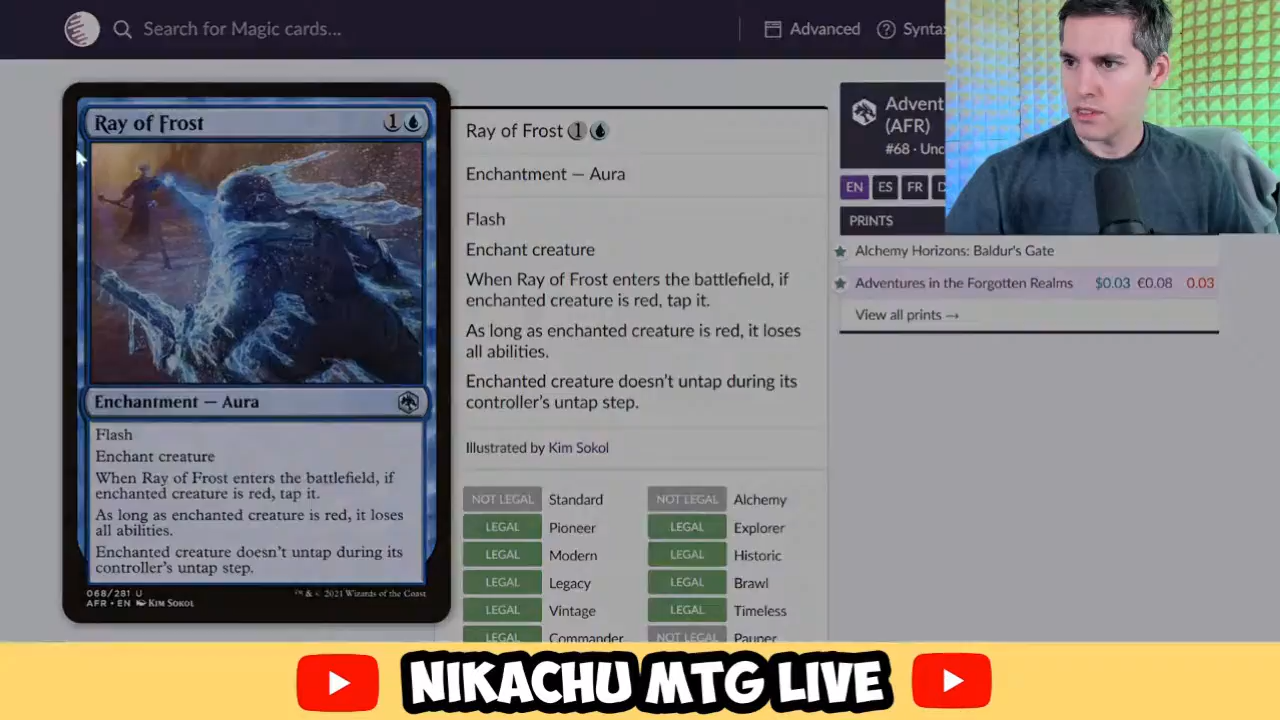 Search for Magic cards...
Advanced
Ray of Frost 1
Enchantment — Aura
Flash
Enchant creature
When Ray of Frost enters the battlefield, if
enchanted creature is red, tap it.
As long as enchanted creature is red, it loses
all abilities.
Enchanted creature doesn't untap during its
controller's untap step.
068/281 U
AFR • EN KIM SOKOL
™ & © 2021 Wizards of the Coast
Ray of Frost 1
Enchantment — Aura
Flash
Enchant creature
When Ray of Frost enters the battlefield, if
enchanted creature is red, tap it.
As long as enchanted creature is red, it loses
all abilities.
Enchanted creature doesn't untap during its
controller's untap step.
Illustrated by Kim Sokol
NOT LEGAL Standard NOT LEGAL Alchemy
LEGAL Pioneer LEGAL Explorer
LEGAL Modern LEGAL Historic
LEGAL Legacy LEGAL Brawl
LEGAL Vintage LEGAL Timeless
LEGAL Commander NOT LEGAL Pauper
(AFR)
EN ES FR
PRINTS
Alchemy Horizons: Baldur's Gate
Adventures in the Forgotten Realms $0.03 €0.08 0.03
View all prints →
NIKACHU MTG LIVE